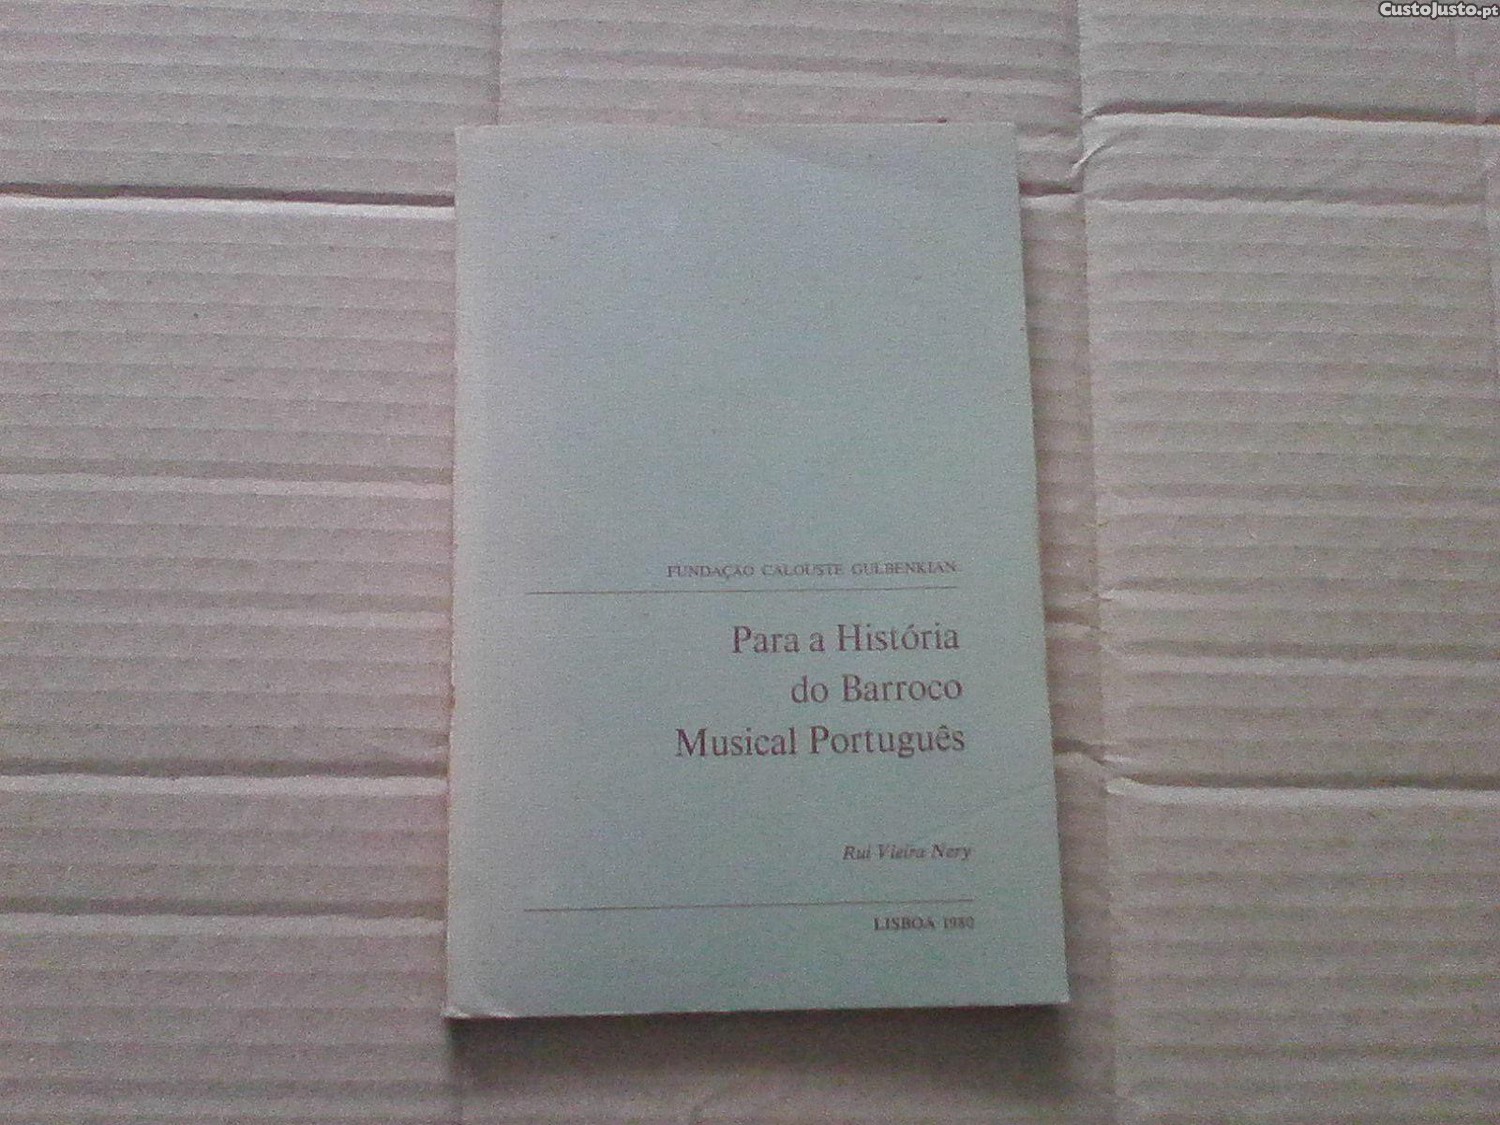 CustoJusto.pt
FUNDAÇÃO CALOUSTE GULBENKIAN
Para a História
do Barroco
Musical Português
Rui Vieira Nery
LISBOA 1980